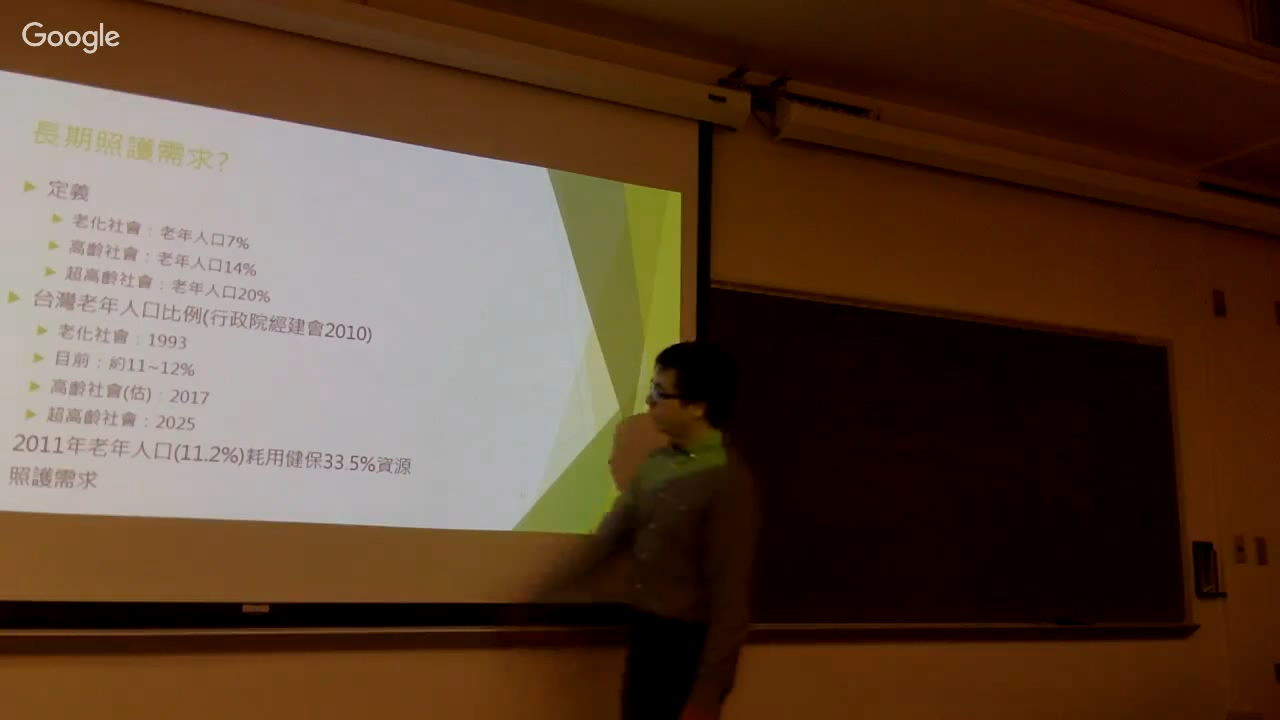 Google
長期照護需求?
定義
老化社會：老年人口7%
高齡社會：老年人口14%
超高齡社會：老年人口20%
台灣老年人口比例(行政院經建會2010)
老化社會：1993
目前：約11~12%
高齡社會(估)：2017
超高齡社會：2025
2011年老年人口(11.2%)耗用健保33.5%資源
照護需求